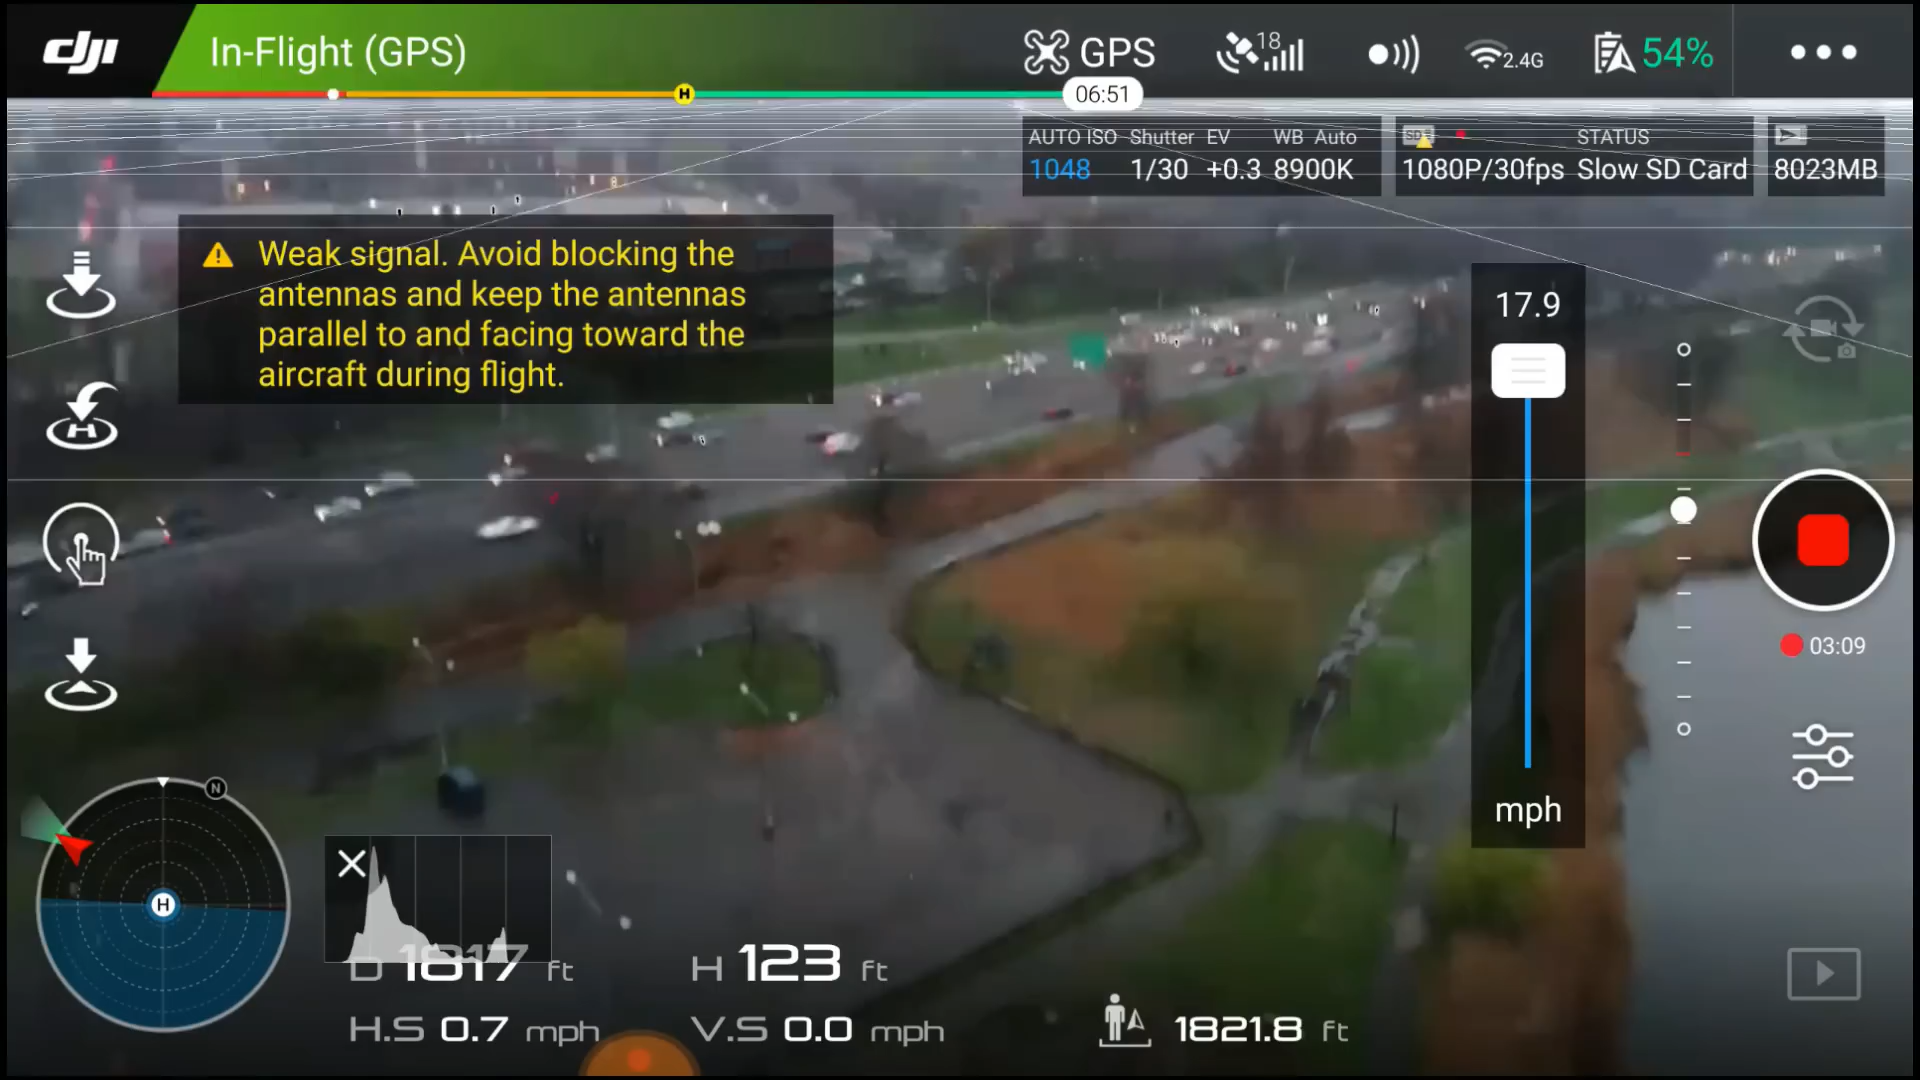 dji
In-Flight (GPS)
GPS
18
2.4G
54%
H
06:51
AUTO ISO Shutter EV WB Auto
1048 1/30 +0.3 8900K
SD
STATUS
1080P/30fps Slow SD Card
8023MB
Weak signal. Avoid blocking the
antennas and keep the antennas
parallel to and facing toward the
aircraft during flight.
17.9
mph
H
03:09
N
H
D 1817 ft
H 123 ft
H.S 0.7 mph
V.S 0.0 mph
1821.8 ft